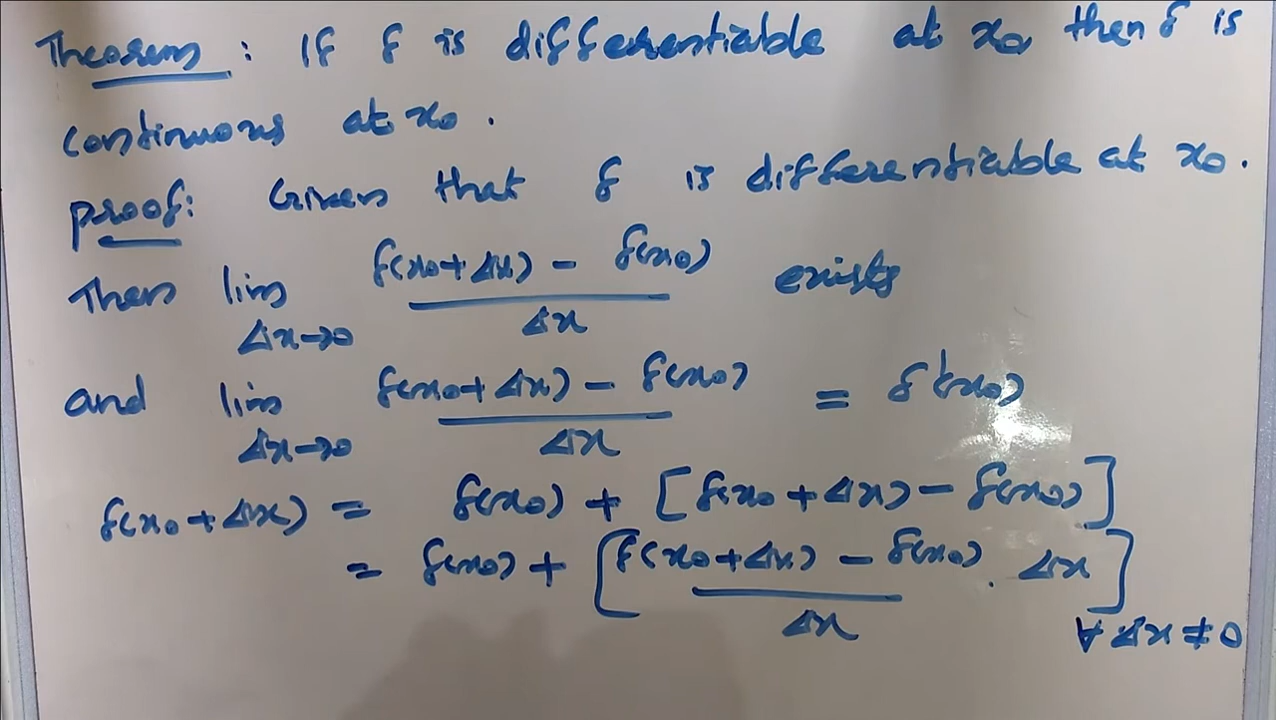 Theorem : If f is differentiable at x₀, then f is
continuous at x₀.
proof: Given that f is differentiable at x₀.
Then lim Δx→0 (f(x₀+Δx) - f(x₀))/Δx exists
and lim Δx→0 (f(x₀+Δx) - f(x₀))/Δx = f'(x₀)
f(x₀+Δx) = f(x₀) + [f(x₀+Δx) - f(x₀)]
= f(x₀) + [(f(x₀+Δx) - f(x₀))/Δx . Δx] ∀ Δx ≠ 0